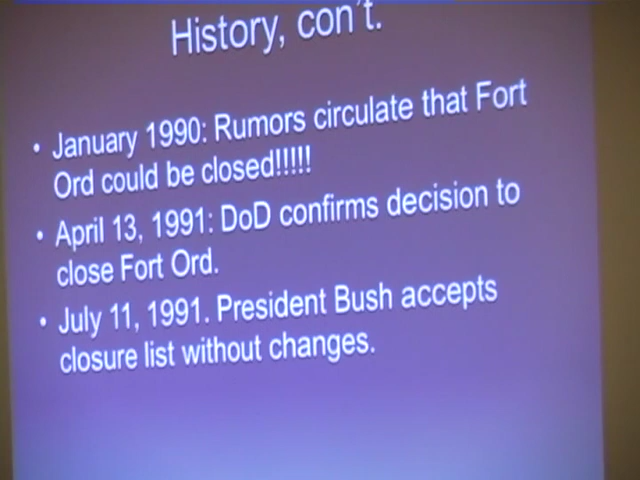 History, con't.
• January 1990: Rumors circulate that Fort
Ord could be closed!!!!!
• April 13, 1991: DoD confirms decision to
close Fort Ord.
• July 11, 1991. President Bush accepts
closure list without changes.